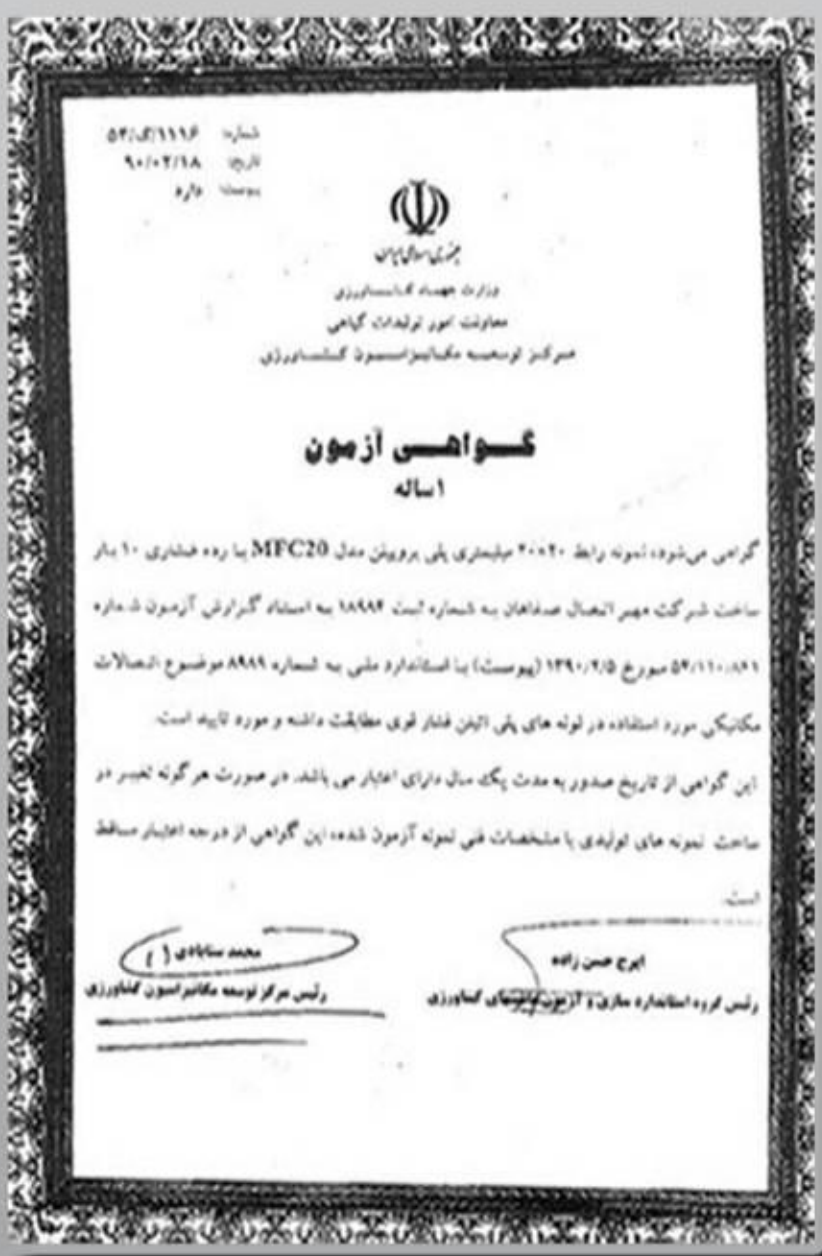 شماره: ۵۳/ک/۱۱۱۹۶
تاریخ: ۹۰/۰۲/۱۸
پیوست: دارد
جمهوری اسلامی ایران
وزارت جهاد کشاورزی
معاونت امور تولیدات گیاهی
مرکز توسعه مکانیزاسیون کشاورزی
گواهی آزمون
۱ ساله
گواهی می‌شود، نمونه رابط ۲۰×۲۰ میلیمتری پلی پروپیلن مدل MFC20 با رده فشاری ۱۰ بار
ساخت شرکت مهر اتصال صفاهان به شماره ثبت ۱۸۹۹۴ به استناد گزارش آزمون شماره
مورخ ۱۳۹۰/۲/۵ (پیوست) با استاندارد ملی به شماره ۸۹۸۹ موضوع اتصالات
مکانیکی مورد استفاده در لوله های پلی اتیلن فشار قوی مطابقت داشته و مورد تایید است.
این گواهی از تاریخ صدور به مدت یک سال دارای اعتبار می باشد. در صورت هر گونه تغییر در
ساخت نمونه های تولیدی یا مشخصات فنی نمونه آزمون شده، این گواهی از درجه اعتبار ساقط
است.
ایرج حسن زاده
رئیس گروه استاندارد سازی و آزمون ماشینهای کشاورزی
محمد سنابادی
رئیس مرکز توسعه مکانیزاسیون کشاورزی